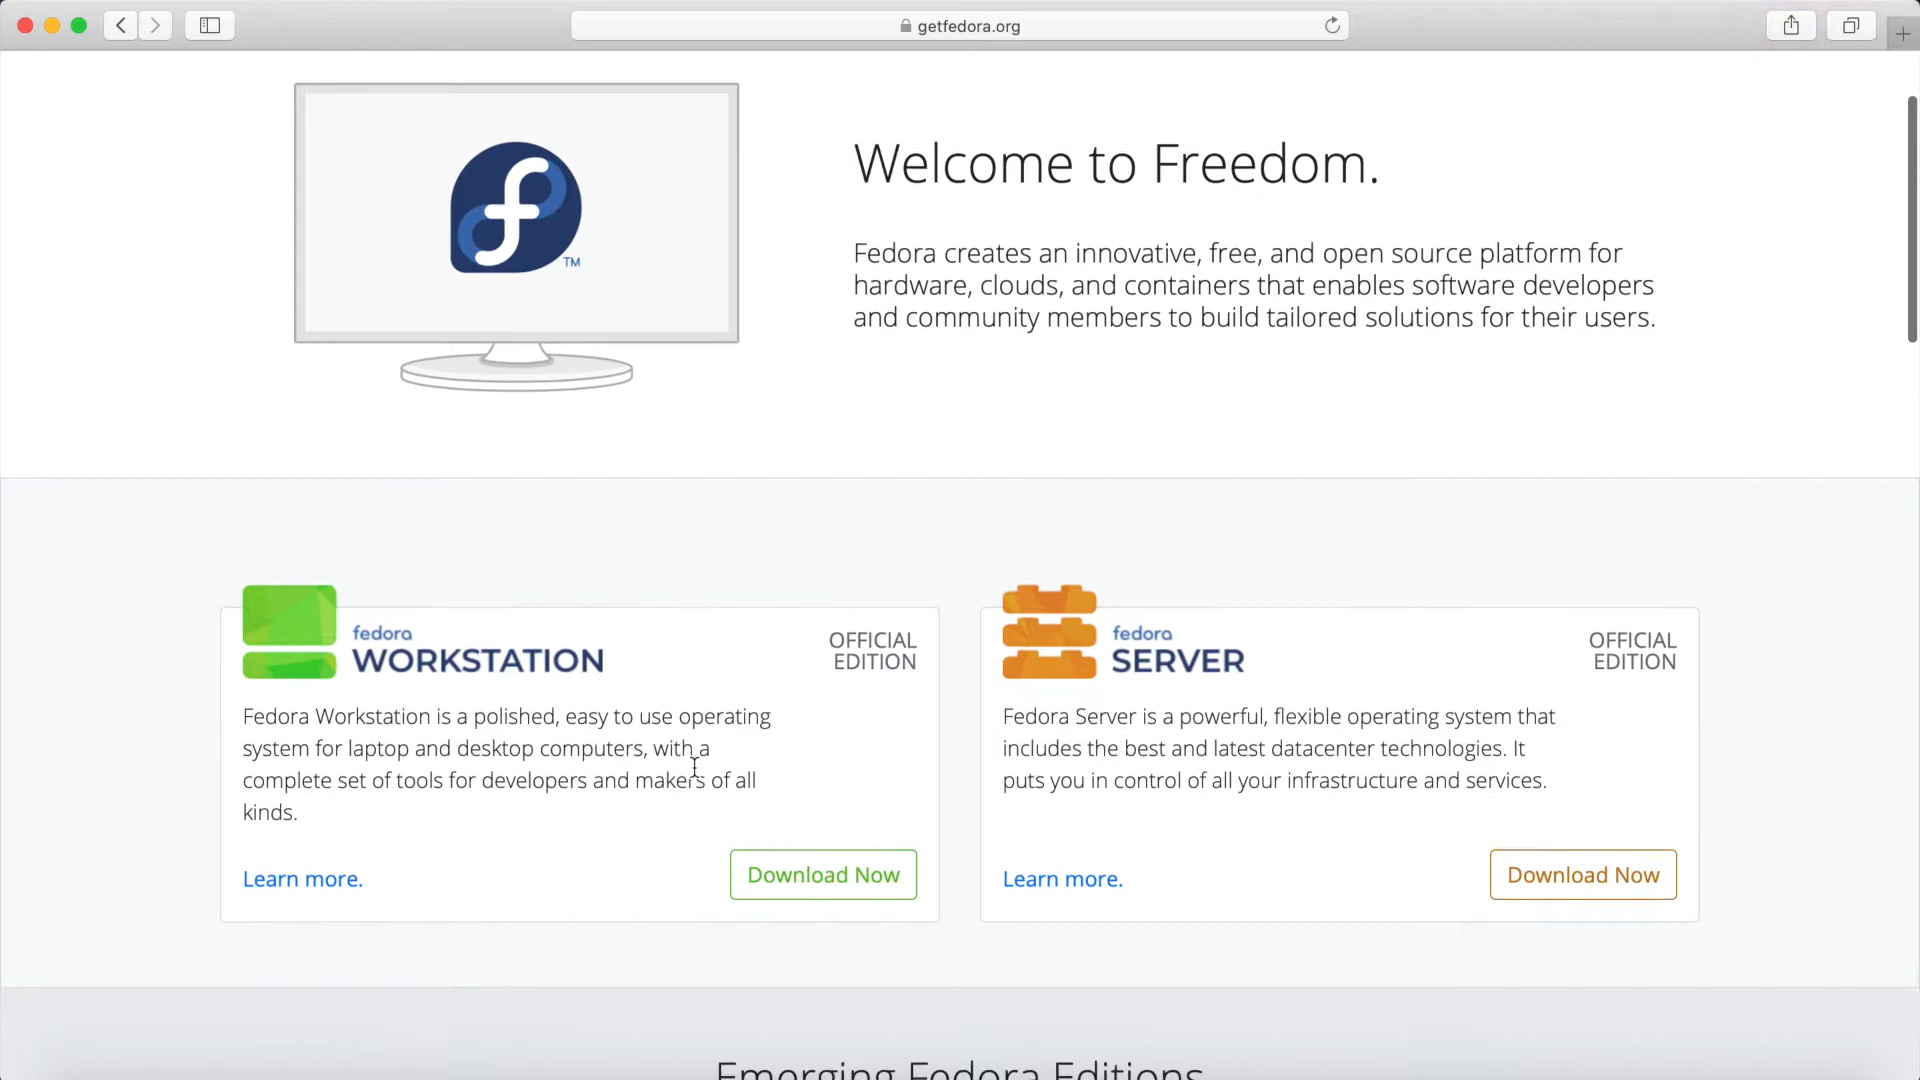 getfedora.org
TM
Welcome to Freedom.
Fedora creates an innovative, free, and open source platform for
hardware, clouds, and containers that enables software developers
and community members to build tailored solutions for their users.
fedora
WORKSTATION
OFFICIAL
EDITION
Fedora Workstation is a polished, easy to use operating
system for laptop and desktop computers, with a
complete set of tools for developers and makers of all
kinds.
Learn more.
Download Now
fedora
SERVER
OFFICIAL
EDITION
Fedora Server is a powerful, flexible operating system that
includes the best and latest datacenter technologies. It
puts you in control of all your infrastructure and services.
Learn more.
Download Now
Emerging Fedora Editions